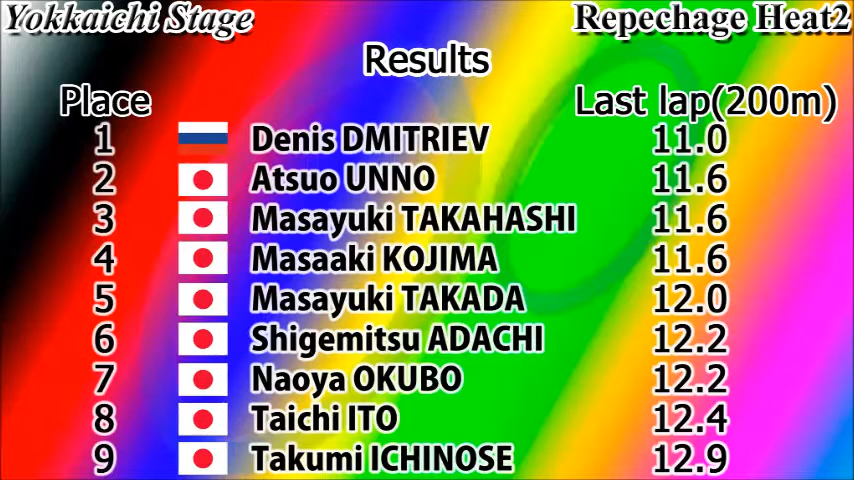 Yokkaichi Stage Repechage Heat2
Results
Place Last lap(200m)
1 Denis DMITRIEV 11.0
2 Atsuo UNNO 11.6
3 Masayuki TAKAHASHI 11.6
4 Masaaki KOJIMA 11.6
5 Masayuki TAKADA 12.0
6 Shigemitsu ADACHI 12.2
7 Naoya OKUBO 12.2
8 Taichi ITO 12.4
9 Takumi ICHINOSE 12.9